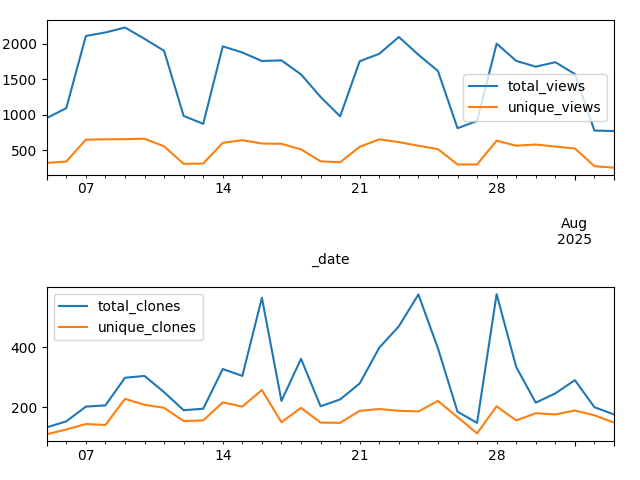 2000
1500
1000
500
total_views
unique_views
07
14
21
28
Aug
2025
_date
total_clones
unique_clones
400
200
07
14
21
28